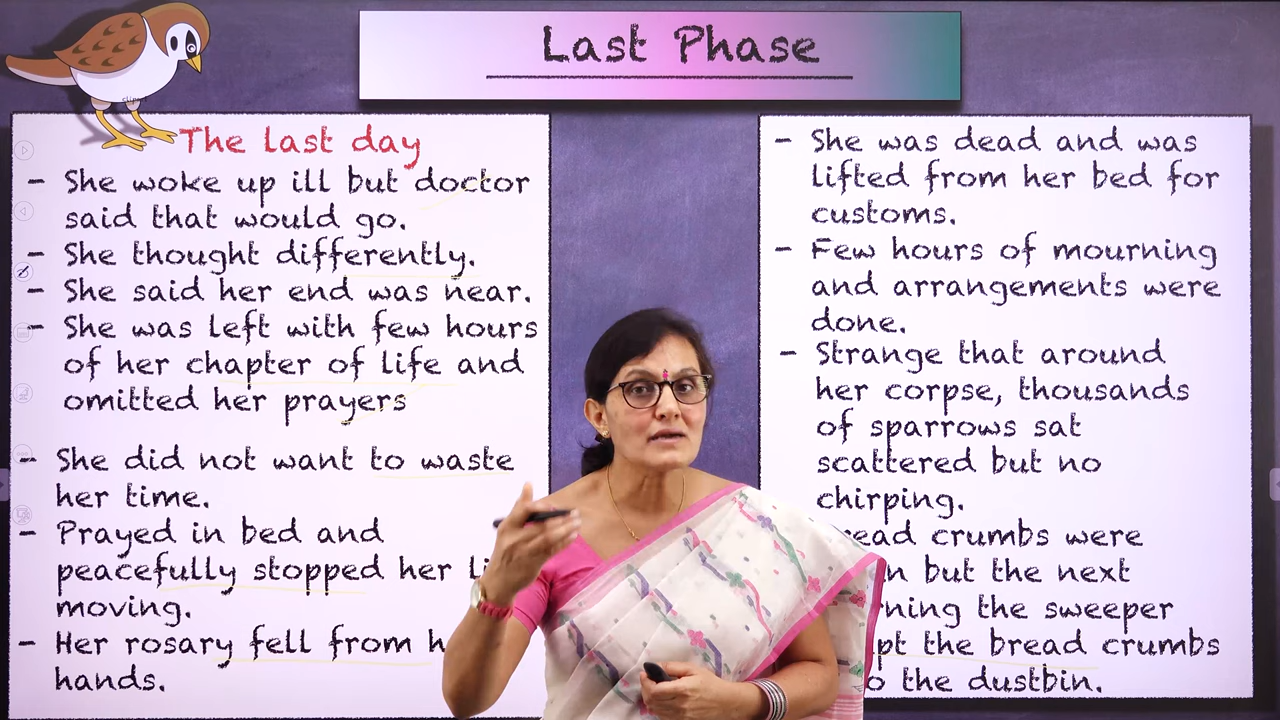 Last Phase
The last day
- She woke up ill but doctor
said that would go.
- She thought differently.
- She said her end was near.
- She was left with few hours
of her chapter of life and
omitted her prayers
- She did not want to waste
her time.
- Prayed in bed and
peacefully stopped her
moving.
- Her rosary fell from
hands.
- She was dead and was
lifted from her bed for
customs.
- Few hours of mourning
and arrangements were
done.
- Strange that around
her corpse, thousands
of sparrows sat
scattered but no
chirping.
crumbs were
but the next
the sweeper
the bread crumbs
the dustbin.